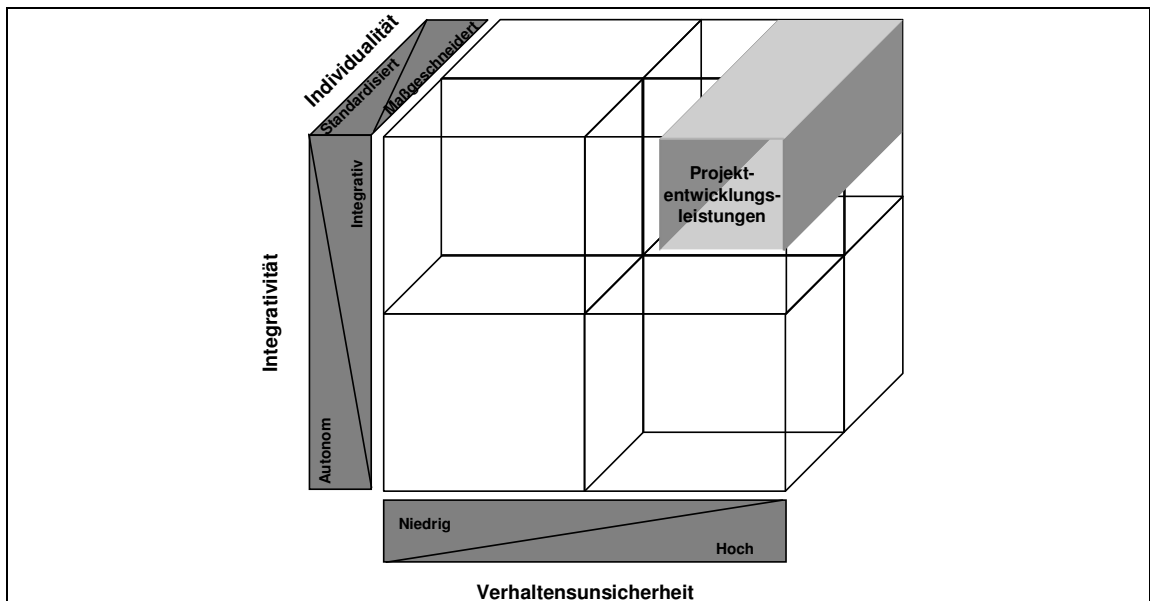 Individualität
Standardisiert
Maßgeschneidert
Integrativität
Integrativ
Autonom
Projekt-
entwicklungs-
leistungen
Niedrig
Hoch
Verhaltensunsicherheit